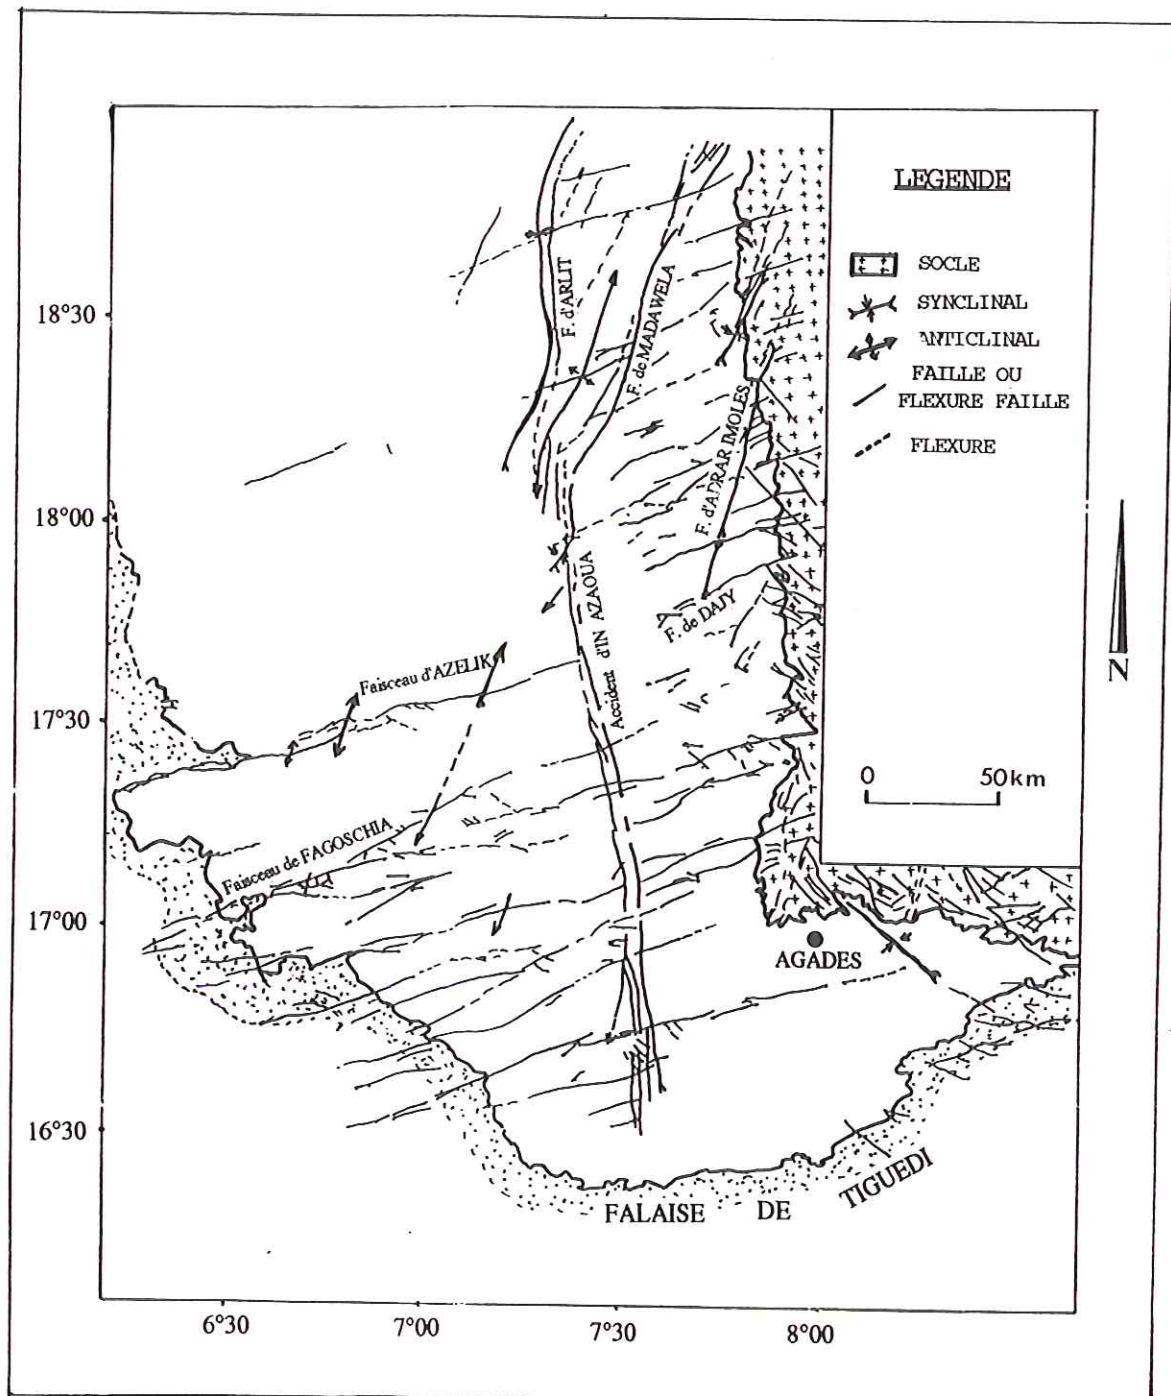 LEGENDE
SOCLE
SYNCLINAL
ANTICLINAL
FAILLE OU
FLEXURE FAILLE
FLEXURE
0 50km
N
18°30
18°00
17°30
17°00
16°30
6°30
7°00
7°30
8°00
F. d'ARLIT
F. de MADAWELA
F. d'ADRAR IMOLES
F. de DAJY
Accident d'IN AZAOUA
Faisceau d'AZELIK
Faisceau de FAGOSCHIA
AGADES
FALAISE DE TIGUEDI